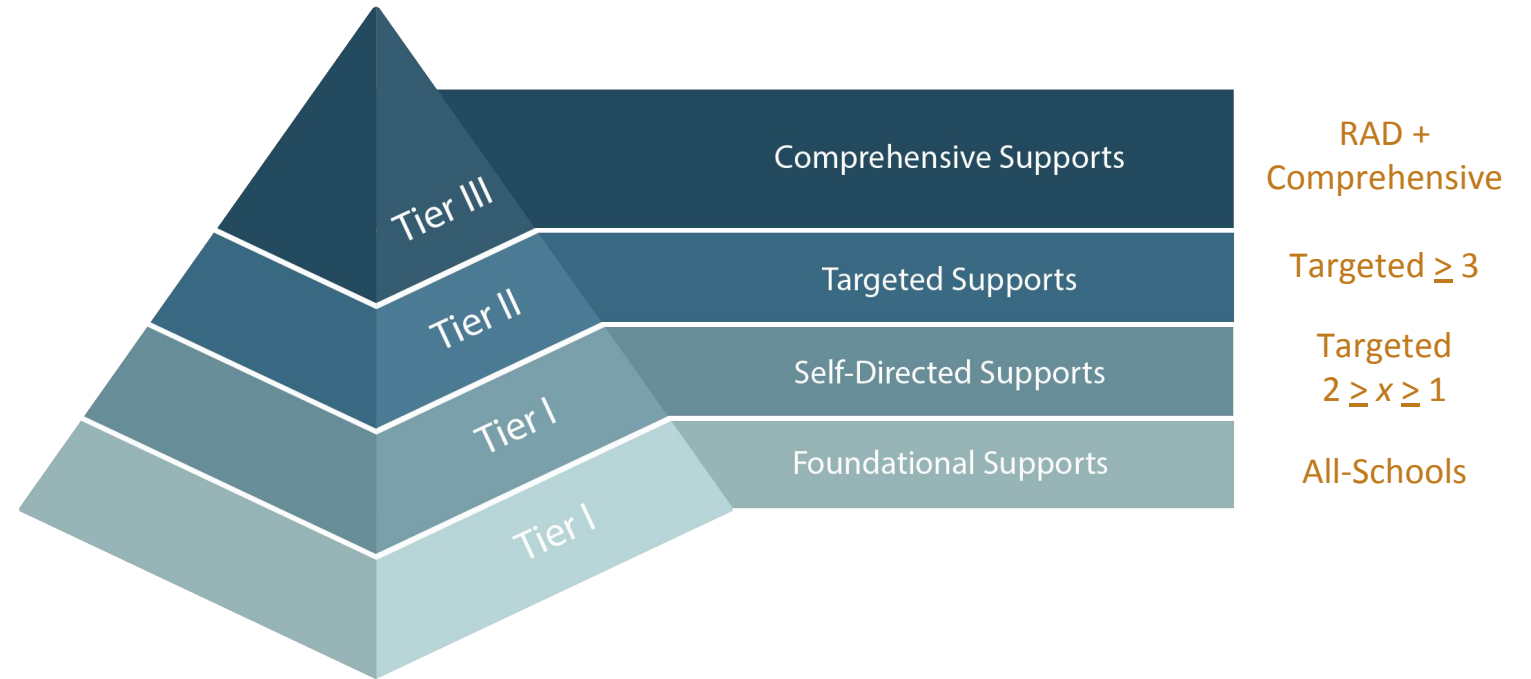 Tier III
Comprehensive Supports
RAD +
Comprehensive
Tier II
Targeted Supports
Targeted ≥ 3
Tier I
Self-Directed Supports
Targeted
2 ≥ x ≥ 1
Tier I
Foundational Supports
All-Schools